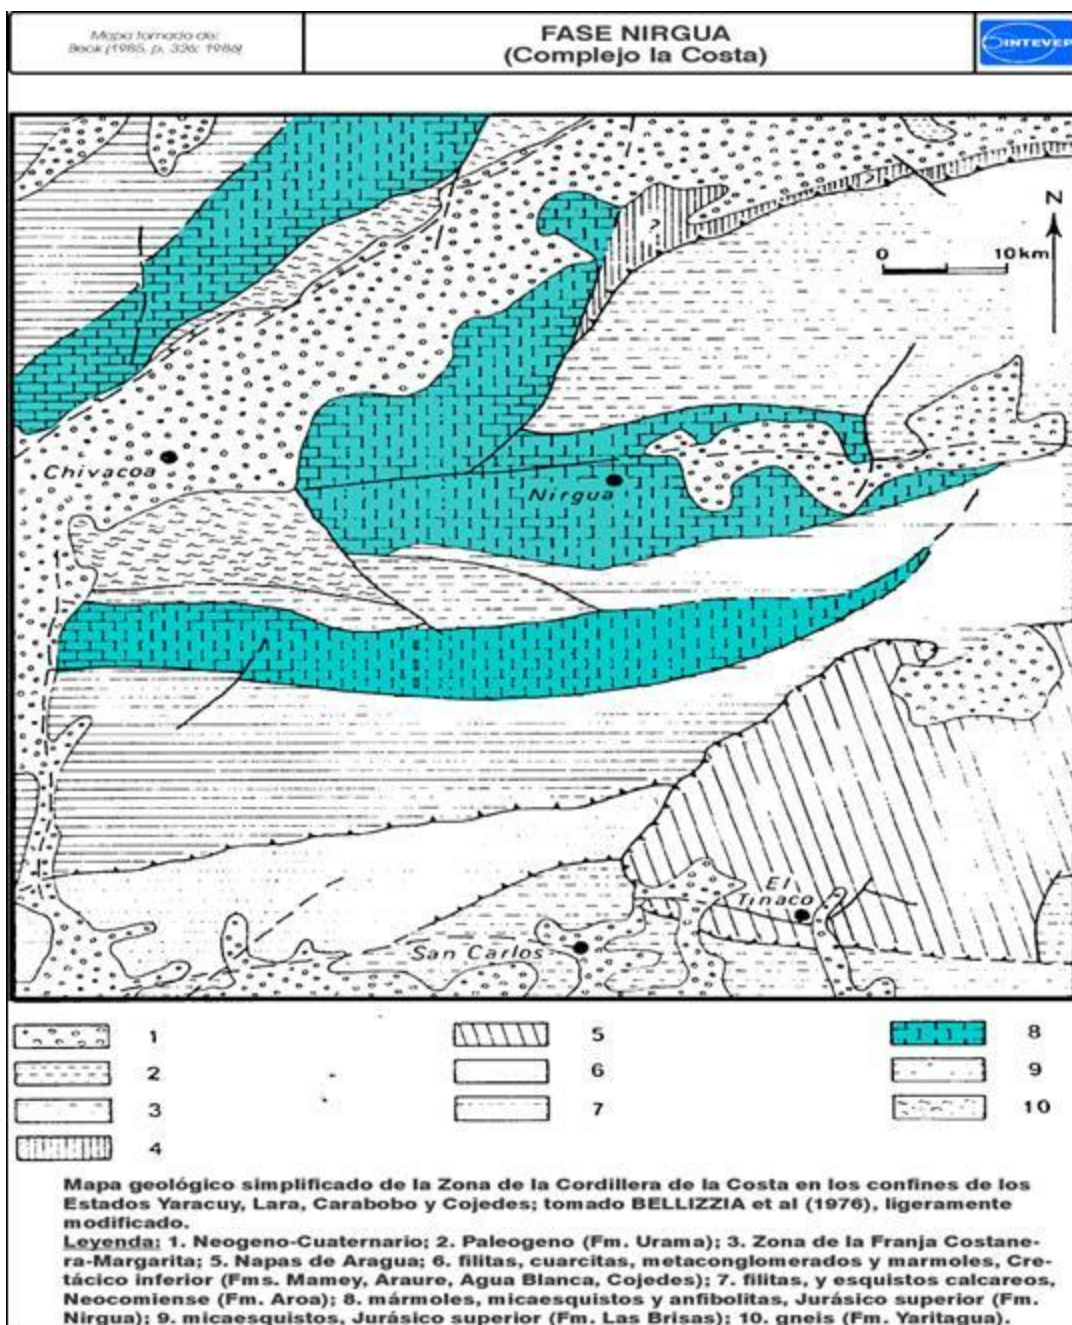 Mapa tomado de:
Beck (1985, p. 326; 1986)
FASE NIRGUA
(Complejo la Costa)
INTEVEP
N
0 10 km
?
?
Chivacoa
Nirgua
El
Tinaco
San Carlos
1
2
3
4
5
6
7
8
9
10
Mapa geológico simplificado de la Zona de la Cordillera de la Costa en los confines de los
Estados Yaracuy, Lara, Carabobo y Cojedes; tomado BELLIZZIA et al (1976), ligeramente
modificado.
Leyenda: 1. Neogeno-Cuaternario; 2. Paleogeno (Fm. Urama); 3. Zona de la Franja Costane-
ra-Margarita; 5. Napas de Aragua; 6. filitas, cuarcitas, metaconglomerados y marmoles, Cre-
tácico inferior (Fms. Mamey, Araure, Agua Blanca, Cojedes); 7. filitas, y esquistos calcareos,
Neocomiense (Fm. Aroa); 8. mármoles, micaesquistos y anfibolitas, Jurásico superior (Fm.
Nirgua); 9. micaesquistos, Jurásico superior (Fm. Las Brisas); 10. gneis (Fm. Yaritagua).